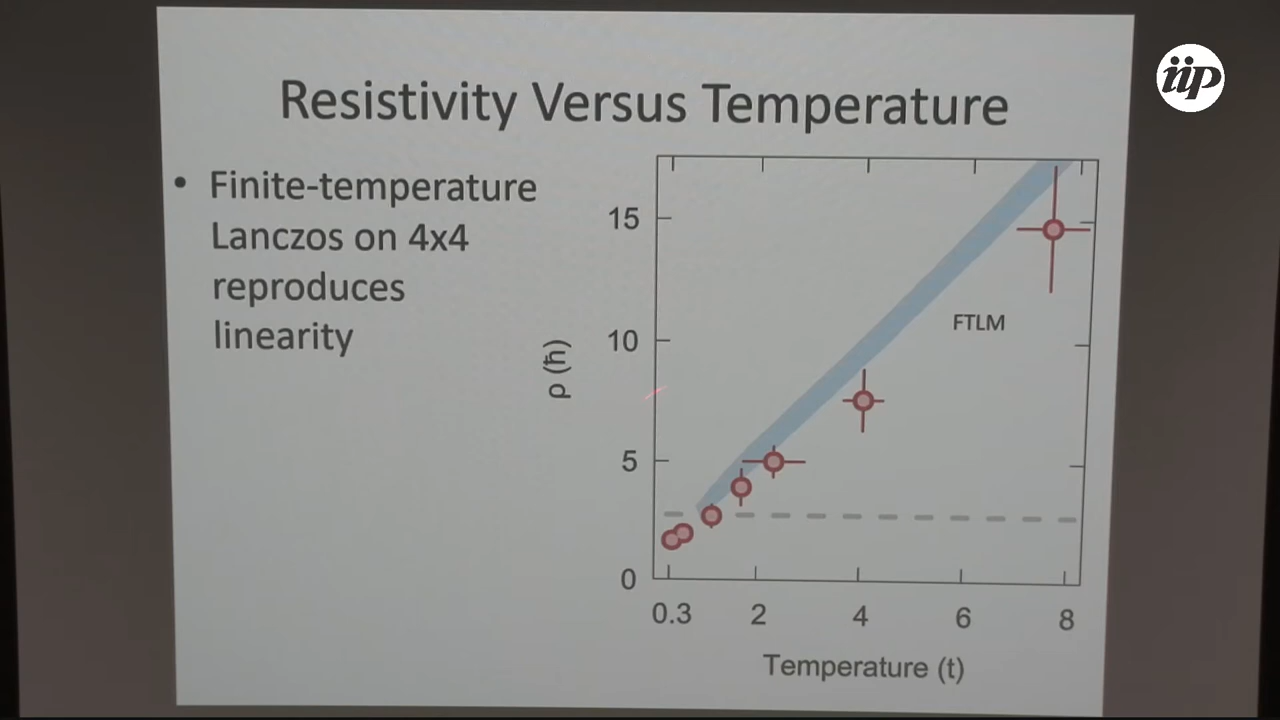 iip
Resistivity Versus Temperature
• Finite-temperature
Lanczos on 4x4
reproduces
linearity
ρ (ħ)
15
10
5
0
FTLM
0.3 2 4 6 8
Temperature (t)